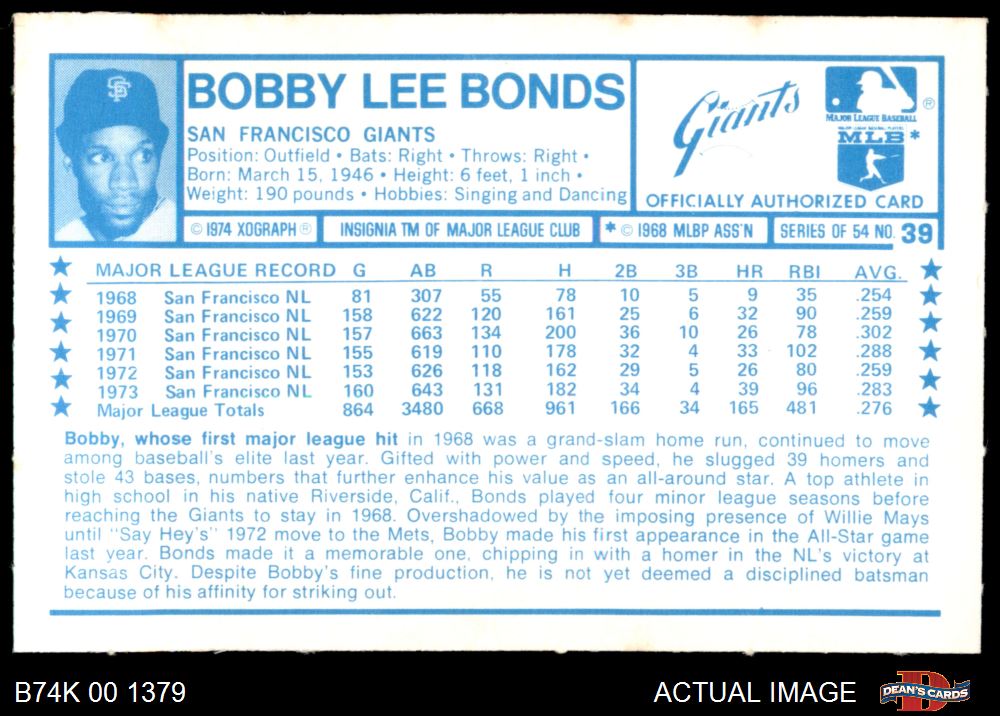 SF
BOBBY LEE BONDS
SAN FRANCISCO GIANTS
Position: Outfield • Bats: Right • Throws: Right •
Born: March 15, 1946 • Height: 6 feet, 1 inch •
Weight: 190 pounds • Hobbies: Singing and Dancing
Giants
®
MAJOR LEAGUE BASEBALL
MAJOR LEAGUE BASEBALL PLAYERS
MLB *
OFFICIALLY AUTHORIZED CARD
© 1974 XOGRAPH ®
INSIGNIA TM OF MAJOR LEAGUE CLUB
* © 1968 MLBP ASS'N
SERIES OF 54 NO. 39
MAJOR LEAGUE RECORD G AB R H 2B 3B HR RBI AVG.
1968 San Francisco NL 81 307 55 78 10 5 9 35 .254
1969 San Francisco NL 158 622 120 161 25 6 32 90 .259
1970 San Francisco NL 157 663 134 200 36 10 26 78 .302
1971 San Francisco NL 155 619 110 178 32 4 33 102 .288
1972 San Francisco NL 153 626 118 162 29 5 26 80 .259
1973 San Francisco NL 160 643 131 182 34 4 39 96 .283
Major League Totals 864 3480 668 961 166 34 165 481 .276
Bobby, whose first major league hit in 1968 was a grand-slam home run, continued to move
among baseball's elite last year. Gifted with power and speed, he slugged 39 homers and
stole 43 bases, numbers that further enhance his value as an all-around star. A top athlete in
high school in his native Riverside, Calif., Bonds played four minor league seasons before
reaching the Giants to stay in 1968. Overshadowed by the imposing presence of Willie Mays
until "Say Hey's" 1972 move to the Mets, Bobby made his first appearance in the All-Star game
last year. Bonds made it a memorable one, chipping in with a homer in the NL's victory at
Kansas City. Despite Bobby's fine production, he is not yet deemed a disciplined batsman
because of his affinity for striking out.
B74K 00 1379
ACTUAL IMAGE
DEAN'S CARDS